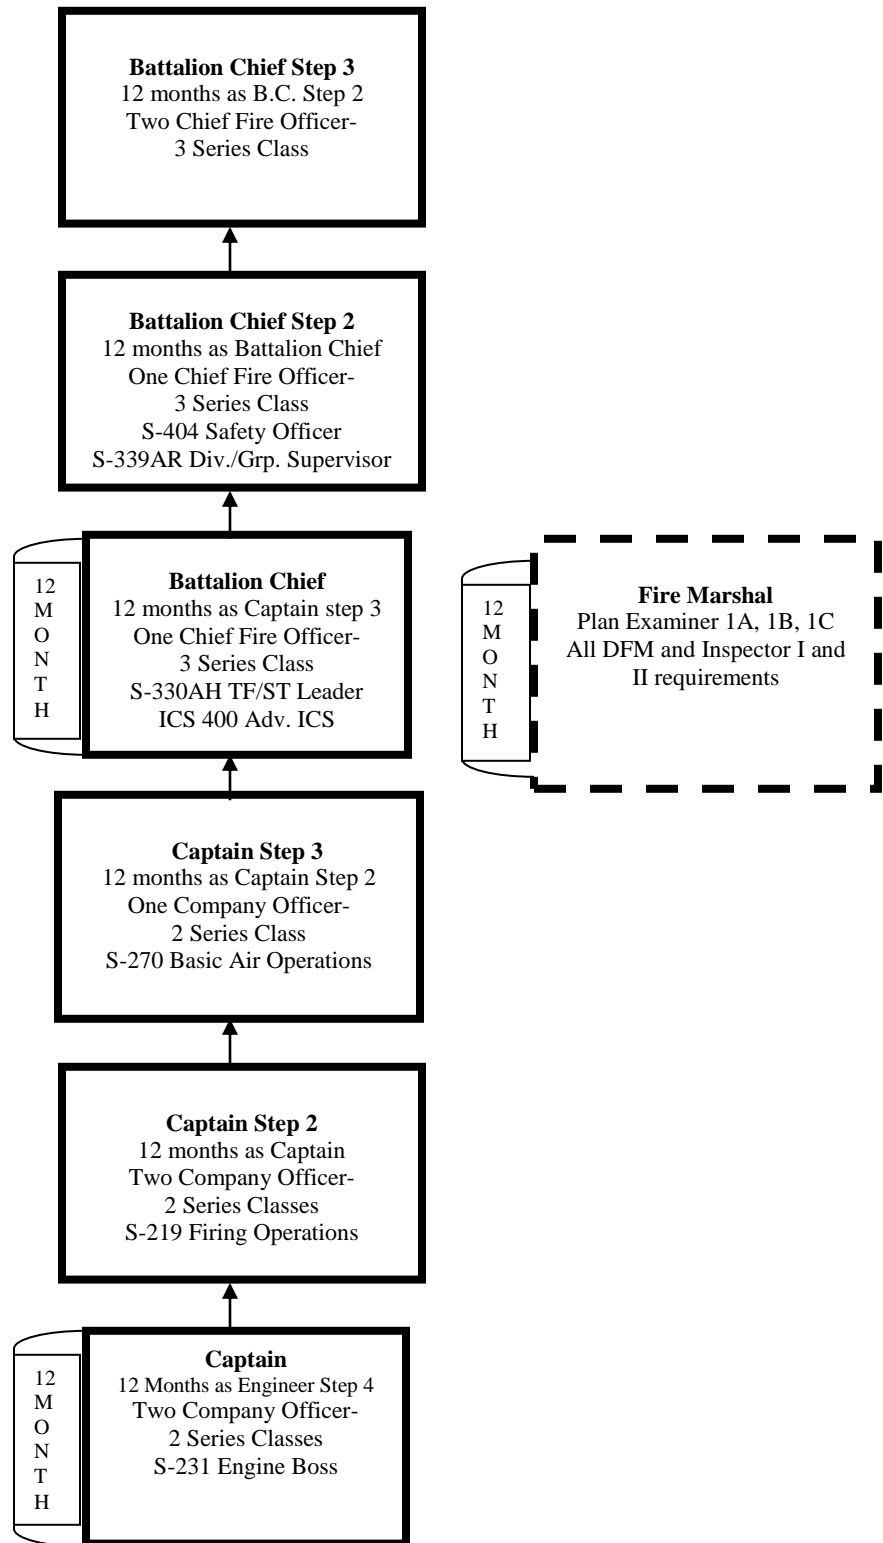 Battalion Chief Step 3
12 months as B.C. Step 2
Two Chief Fire Officer-
3 Series Class
Battalion Chief Step 2
12 months as Battalion Chief
One Chief Fire Officer-
3 Series Class
S-404 Safety Officer
S-339AR Div./Grp. Supervisor
12
M
O
N
T
H
Battalion Chief
12 months as Captain step 3
One Chief Fire Officer-
3 Series Class
S-330AH TF/ST Leader
ICS 400 Adv. ICS
12
M
O
N
T
H
Fire Marshal
Plan Examiner 1A, 1B, 1C
All DFM and Inspector I and
II requirements
Captain Step 3
12 months as Captain Step 2
One Company Officer-
2 Series Class
S-270 Basic Air Operations
Captain Step 2
12 months as Captain
Two Company Officer-
2 Series Classes
S-219 Firing Operations
12
M
O
N
T
H
Captain
12 Months as Engineer Step 4
Two Company Officer-
2 Series Classes
S-231 Engine Boss